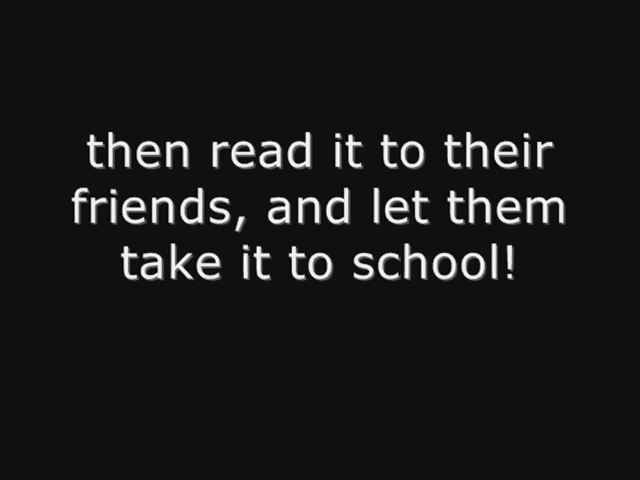 then read it to their
friends, and let them
take it to school!